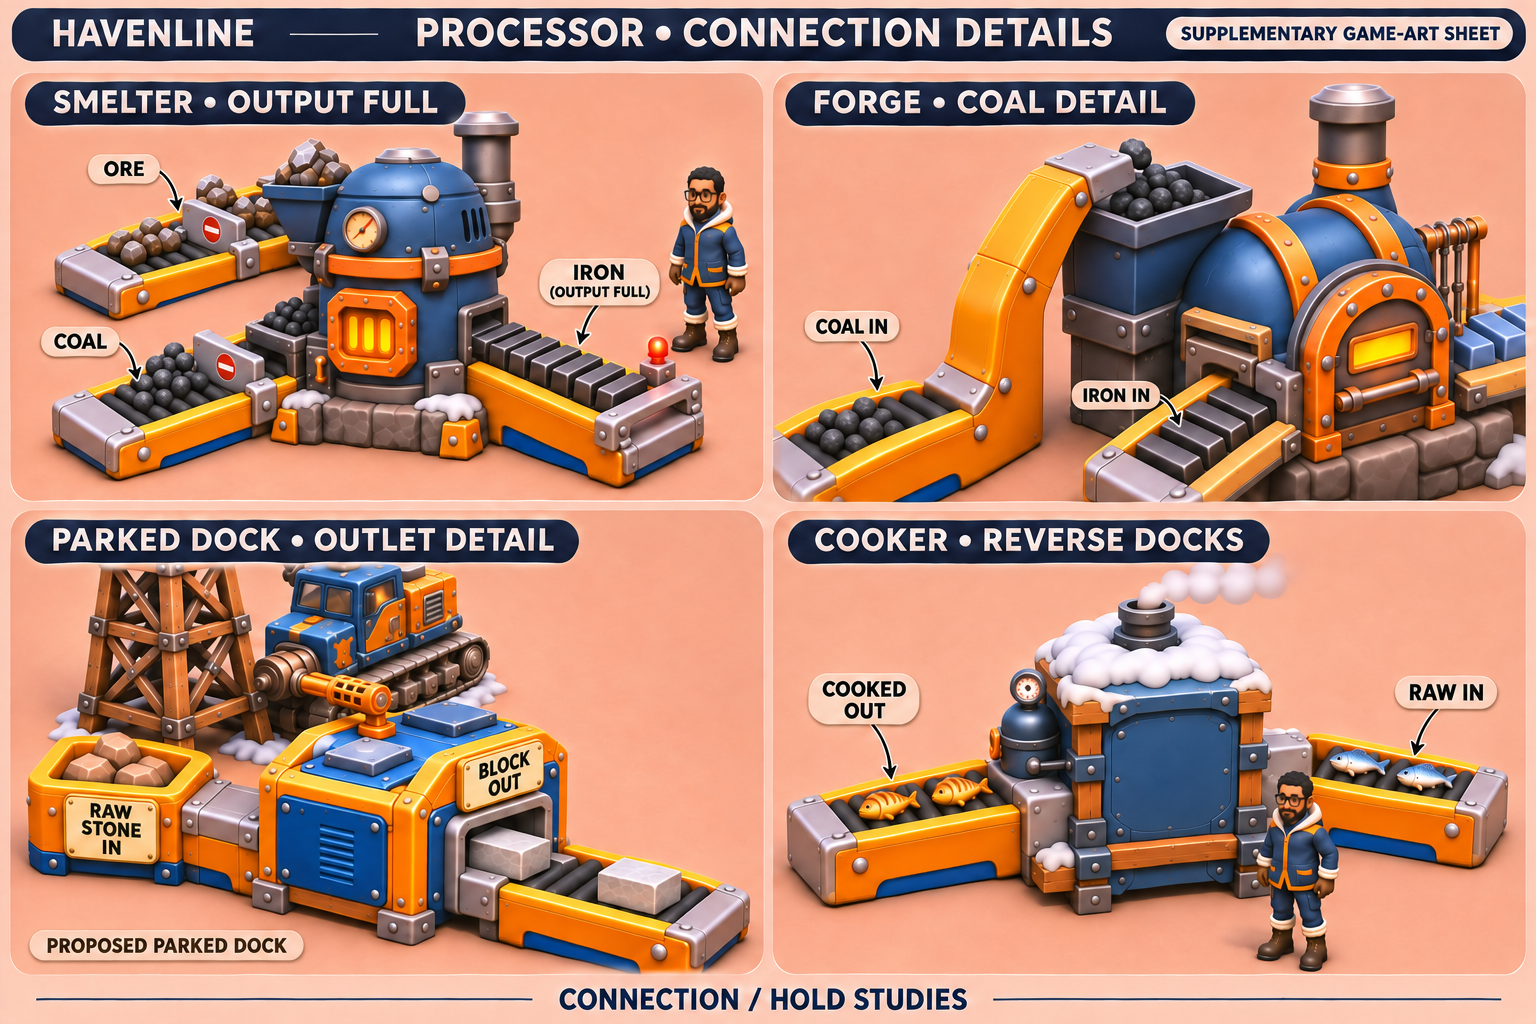 HAVENLINE
PROCESSOR • CONNECTION DETAILS
SUPPLEMENTARY GAME-ART SHEET
SMELTER • OUTPUT FULL
ORE
COAL
IRON
(OUTPUT FULL)
FORGE • COAL DETAIL
COAL IN
IRON IN
PARKED DOCK • OUTLET DETAIL
RAW
STONE
IN
BLOCK
OUT
PROPOSED PARKED DOCK
COOKER • REVERSE DOCKS
COOKED
OUT
RAW IN
CONNECTION / HOLD STUDIES